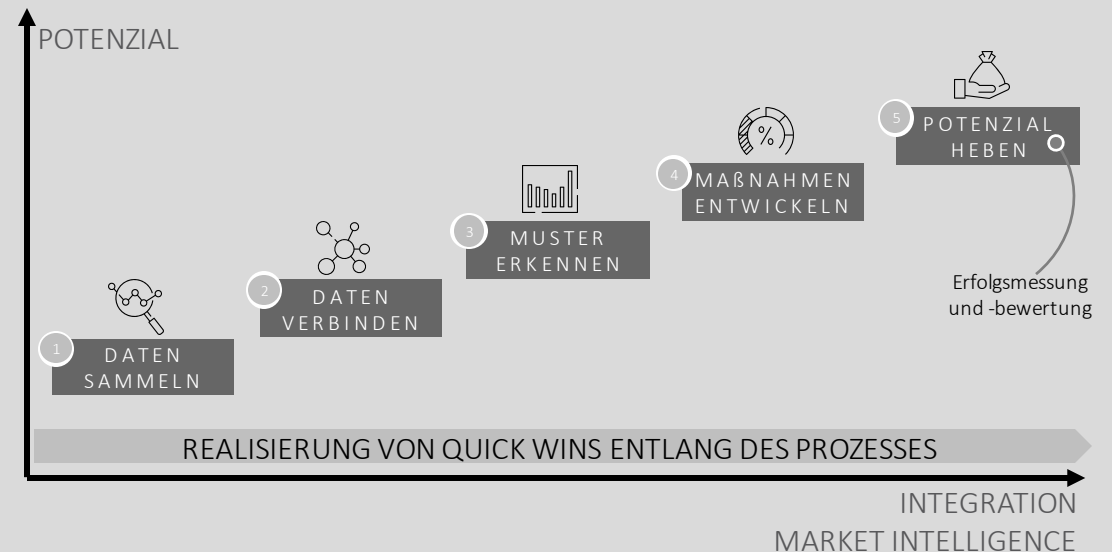 POTENZIAL
5
POTENZIAL
HEBEN
%
4
MAßNAHMEN
ENTWICKELN
3
MUSTER
ERKENNEN
2
DATEN
VERBINDEN
1
DATEN
SAMMELN
Erfolgsmessung
und -bewertung
REALISIERUNG VON QUICK WINS ENTLANG DES PROZESSES
INTEGRATION
MARKET INTELLIGENCE